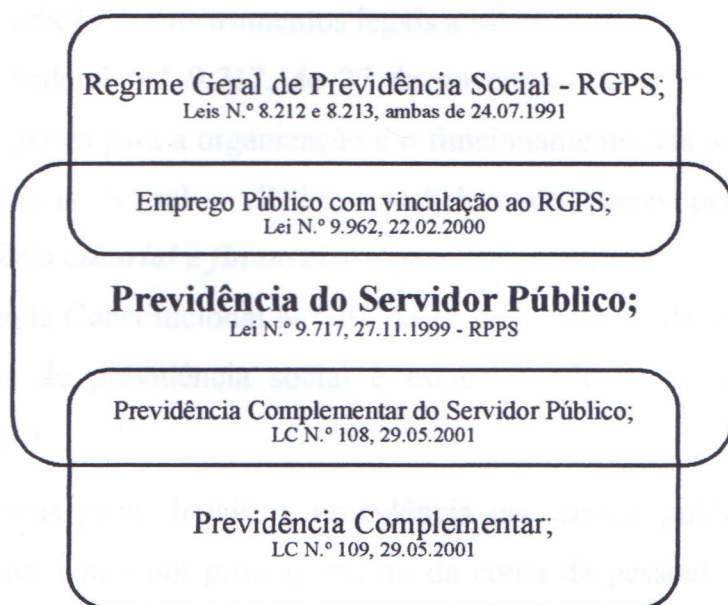 Regime Geral de Previdência Social - RGPS;
Leis N.º 8.212 e 8.213, ambas de 24.07.1991
Emprego Público com vinculação ao RGPS;
Lei N.º 9.962, 22.02.2000
Previdência do Servidor Público;
Lei N.º 9.717, 27.11.1999 - RPPS
Previdência Complementar do Servidor Público;
LC N.º 108, 29.05.2001
Previdência Complementar;
LC N.º 109, 29.05.2001